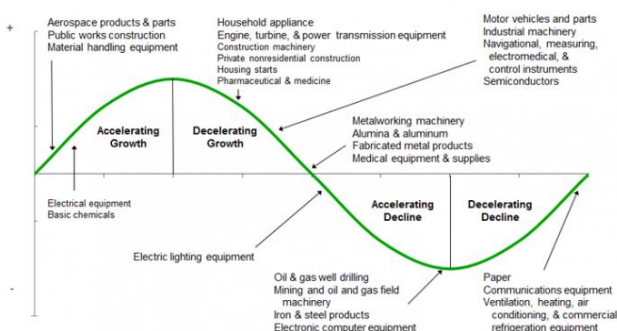 +
Aerospace products & parts
Public works construction
Material handling equipment
Household appliance
Engine, turbine, & power transmission equipment
Construction machinery
Private nonresidential construction
Housing starts
Pharmaceutical & medicine
Motor vehicles and parts
Industrial machinery
Navigational, measuring,
electromedical, &
control instruments
Semiconductors
Accelerating
Growth
Decelerating
Growth
Metalworking machinery
Alumina & aluminum
Fabricated metal products
Medical equipment & supplies
Electrical equipment
Basic chemicals
Accelerating
Decline
Decelerating
Decline
Electric lighting equipment
-
Oil & gas well drilling
Mining and oil and gas field
machinery
Iron & steel products
Electronic computer equipment
Paper
Communications equipment
Ventilation, heating, air
conditioning, & commercial
refrigeration equipment